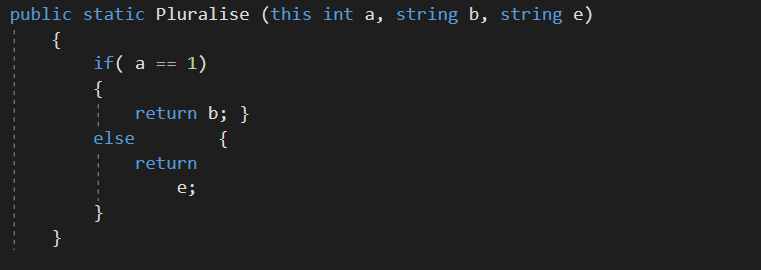 public static Pluralise (this int a, string b, string e)
{
if( a == 1)
{
return b; }
else {
return
e;
}
}